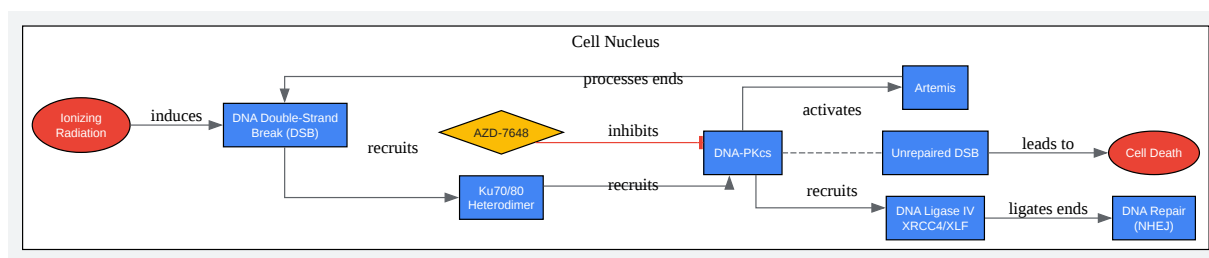 Cell Nucleus
processes ends
Artemis
Ionizing
Radiation
induces
DNA Double-Strand
Break (DSB)
recruits
AZD-7648
inhibits
activates
DNA-PKcs
Unrepaired DSB
leads to
Cell Death
Ku70/80
Heterodimer
recruits
recruits
DNA Ligase IV
XRCC4/XLF
ligates ends
DNA Repair
(NHEJ)